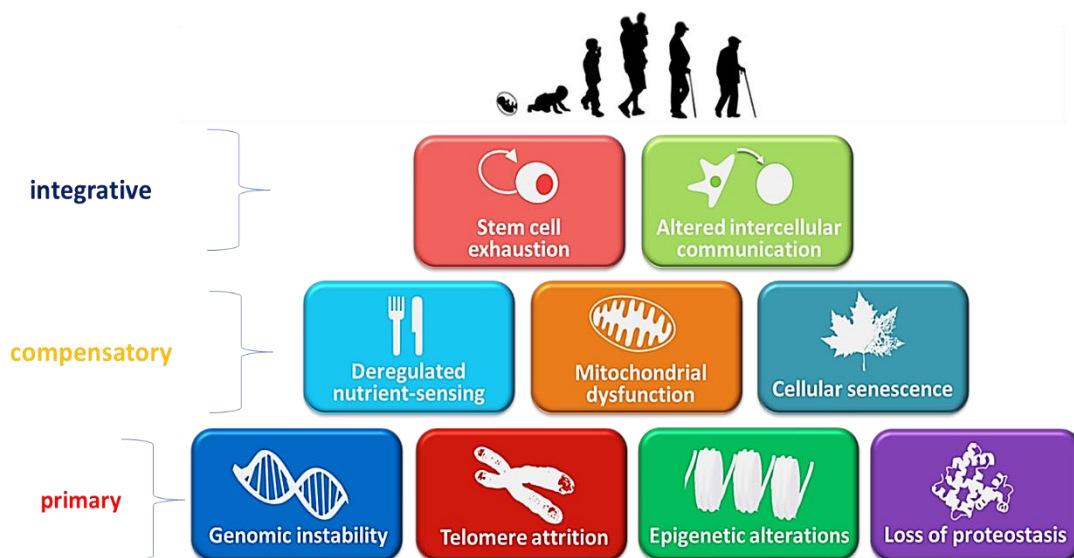 integrative
Stem cell
exhaustion
Altered intercellular
communication
compensatory
Deregulated
nutrient-sensing
Mitochondrial
dysfunction
Cellular senescence
primary
Genomic instability
Telomere attrition
Epigenetic alterations
Loss of proteostasis